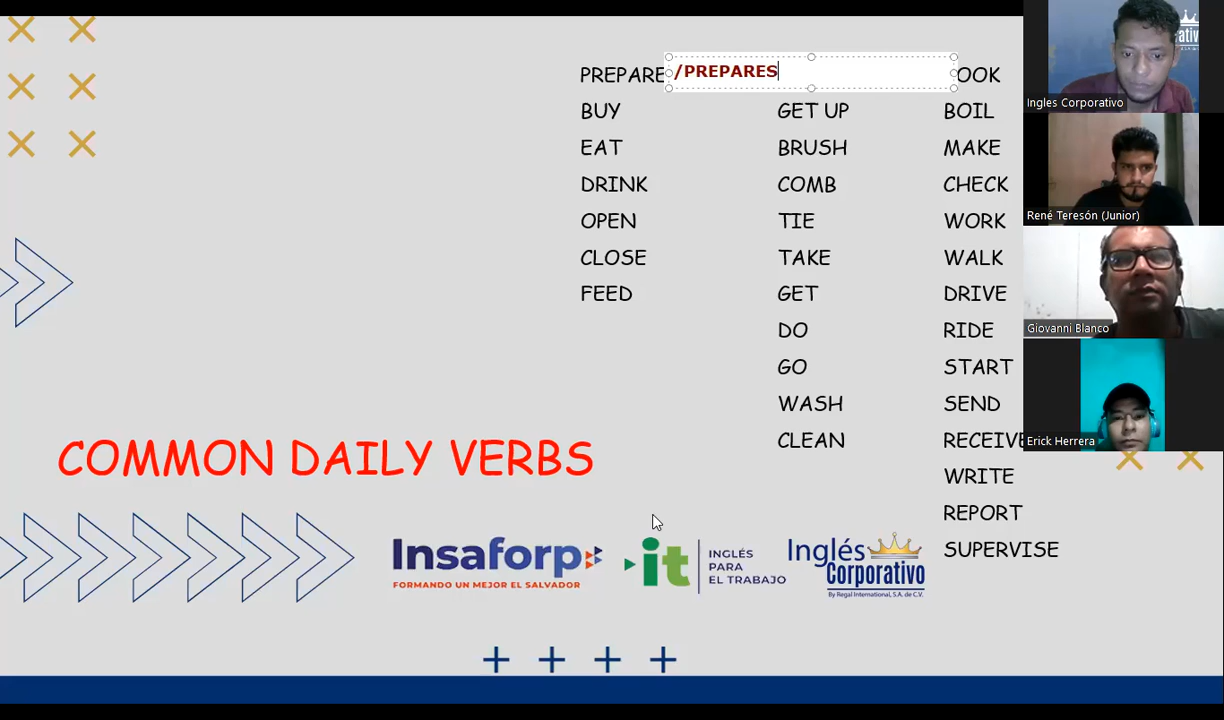 PREPARE /PREPARES
BUY
EAT
DRINK
OPEN
CLOSE
FEED
GET UP
BRUSH
COMB
TIE
TAKE
GET
DO
GO
WASH
CLEAN
BOIL
MAKE
CHECK
WORK
WALK
DRIVE
RIDE
START
SEND
RECEIVE
WRITE
REPORT
SUPERVISE
COMMON DAILY VERBS
Insaforp
FORMANDO UN MEJOR EL SALVADOR
it
INGLÉS
PARA
EL TRABAJO
Inglés
Corporativo
By Regal International, S.A. de C.V.
Ingles Corporativo
René Teresón (Junior)
Giovanni Blanco
Erick Herrera